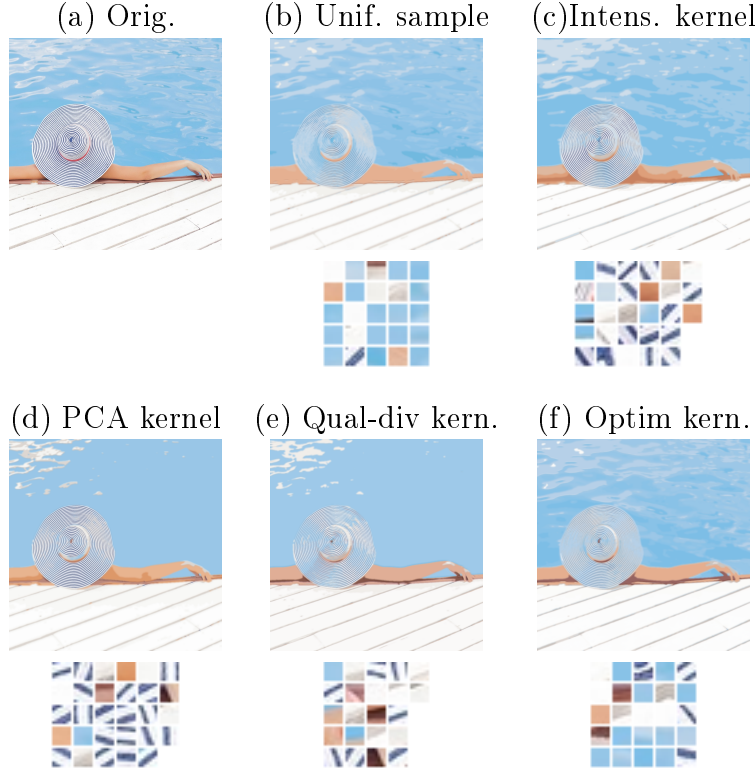 (a) Orig.
(b) Unif. sample
(c)Intens. kernel
(d) PCA kernel
(e) Qual-div kern.
(f) Optim kern.